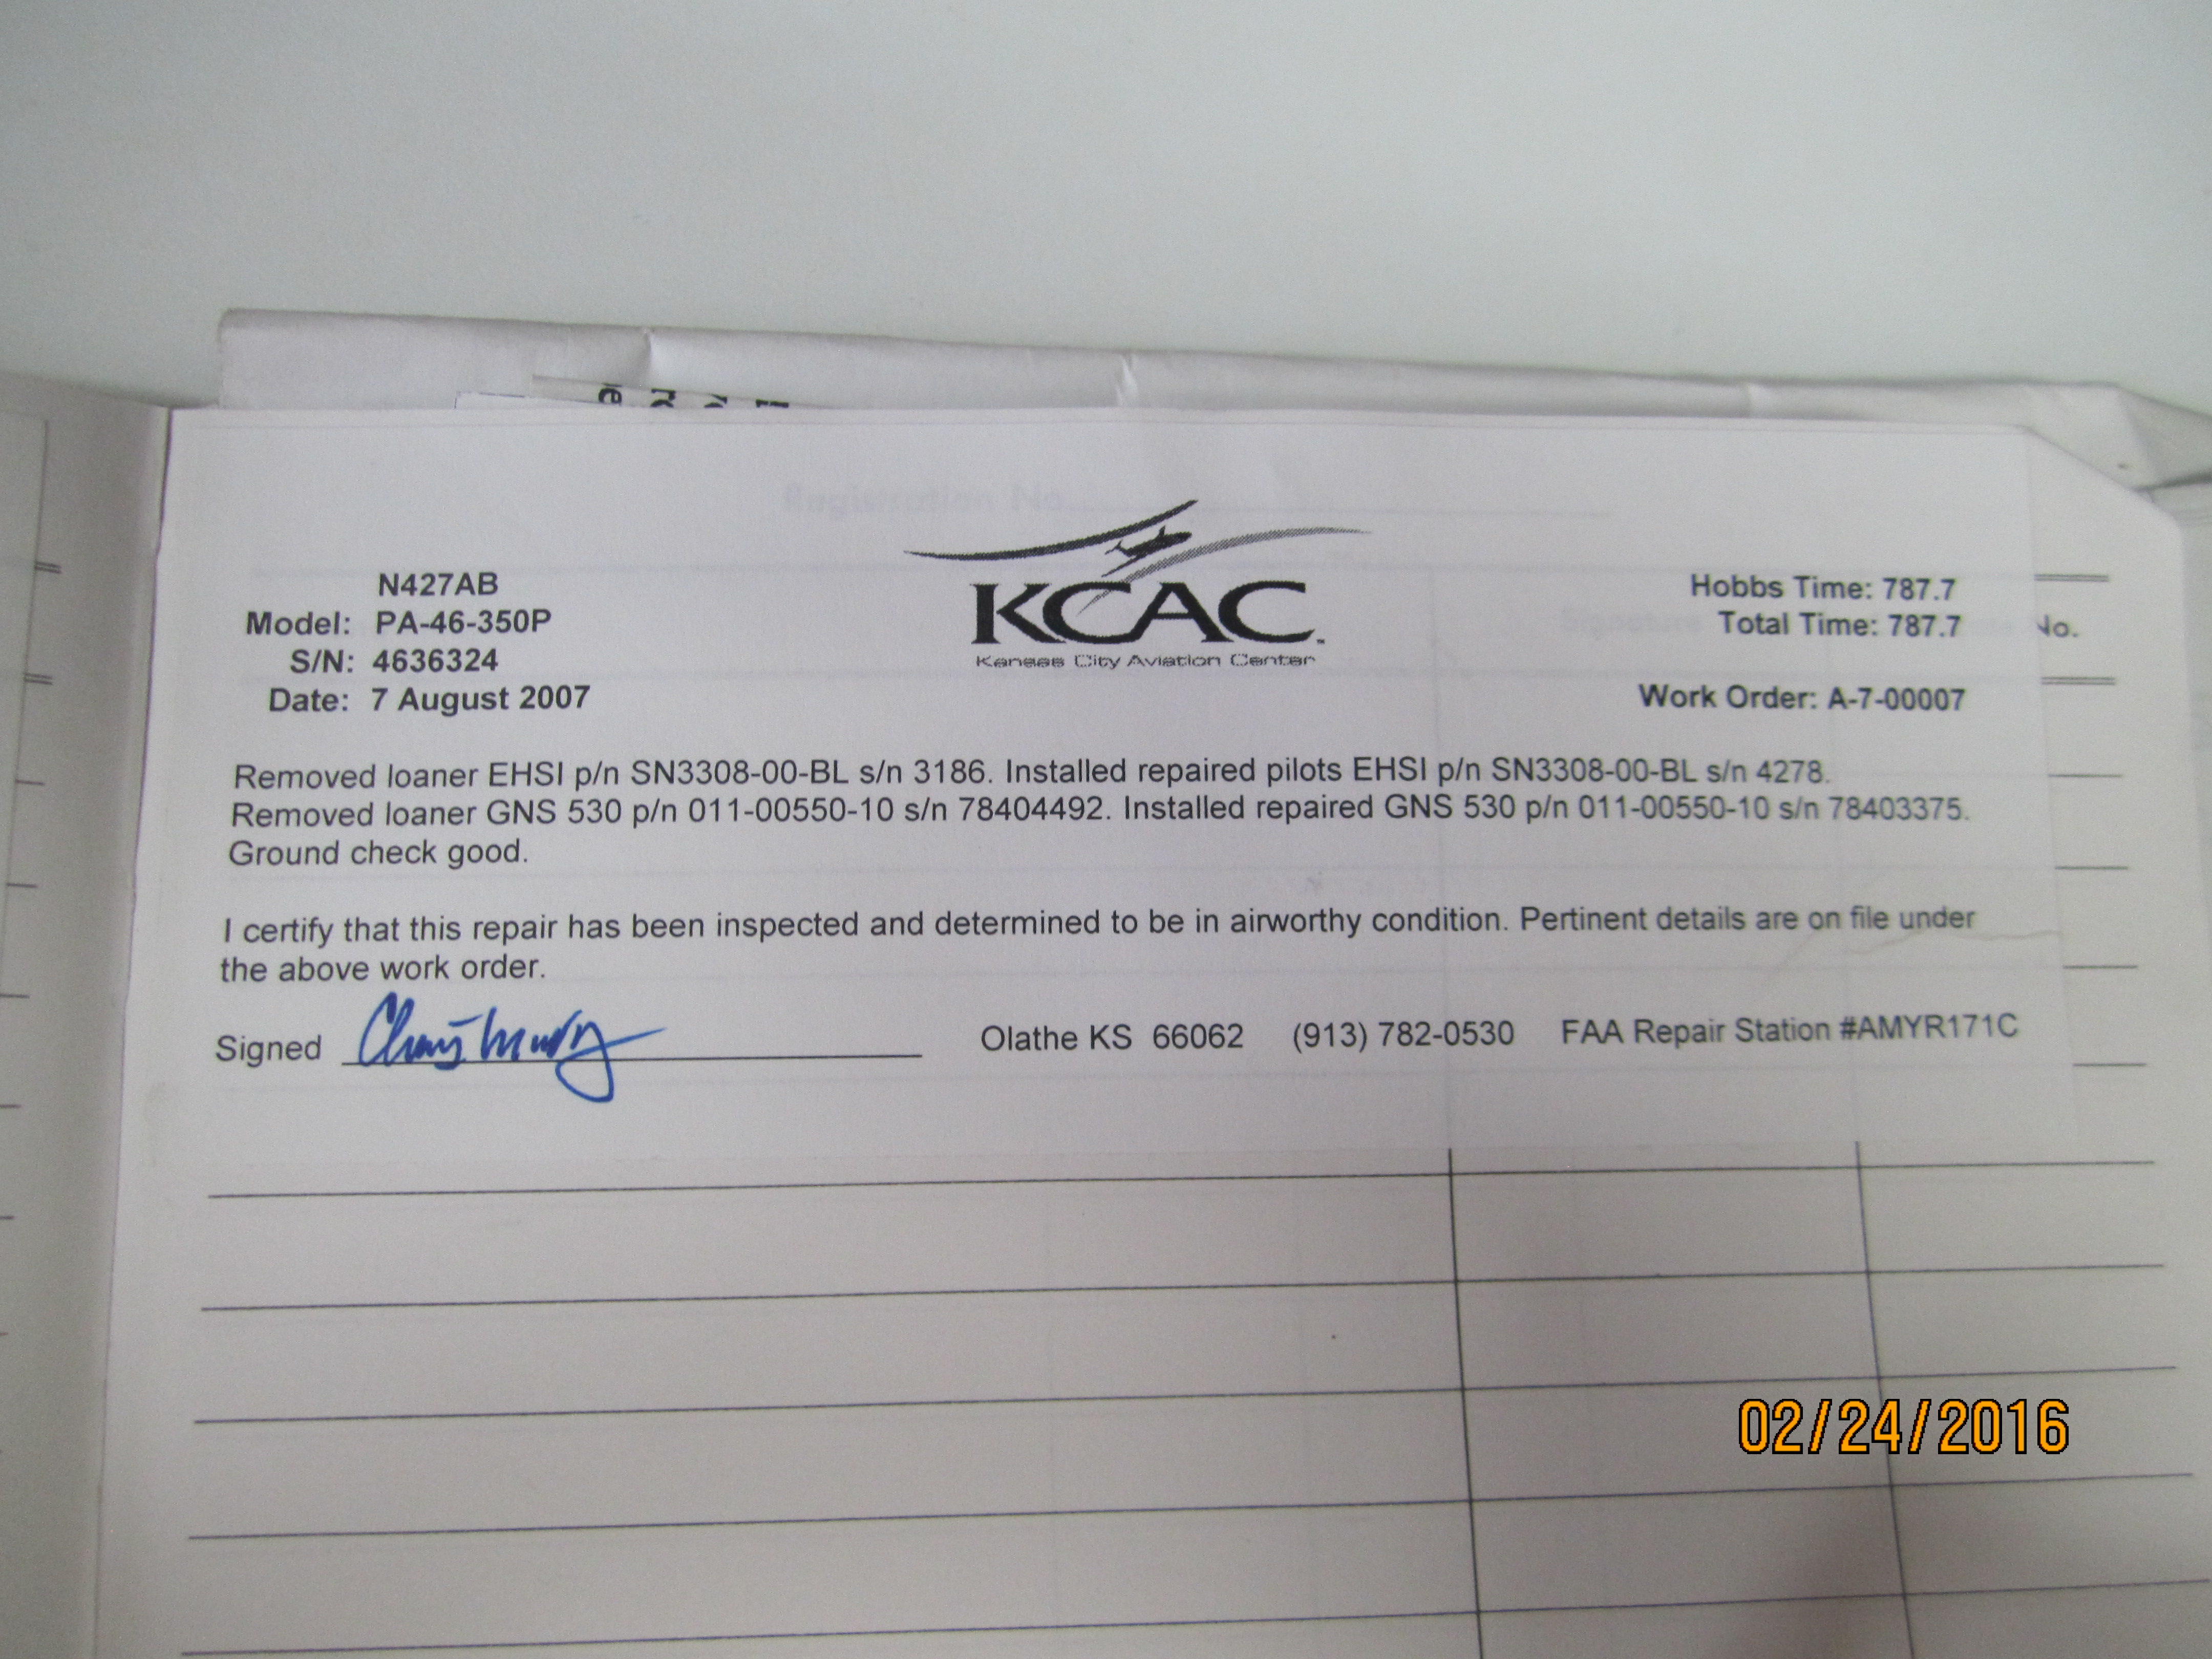 Registration No.
KCAC
Kansas City Aviation Center
N427AB
Model: PA-46-350P
S/N: 4636324
Date: 7 August 2007
Hobbs Time: 787.7
Total Time: 787.7
No.
Work Order: A-7-00007
Removed loaner EHSI p/n SN3308-00-BL s/n 3186. Installed repaired pilots EHSI p/n SN3308-00-BL s/n 4278.
Removed loaner GNS 530 p/n 011-00550-10 s/n 78404492. Installed repaired GNS 530 p/n 011-00550-10 s/n 78403375.
Ground check good.
I certify that this repair has been inspected and determined to be in airworthy condition. Pertinent details are on file under
the above work order.
Signed
Olathe KS 66062 (913) 782-0530 FAA Repair Station #AMYR171C
02/24/2016